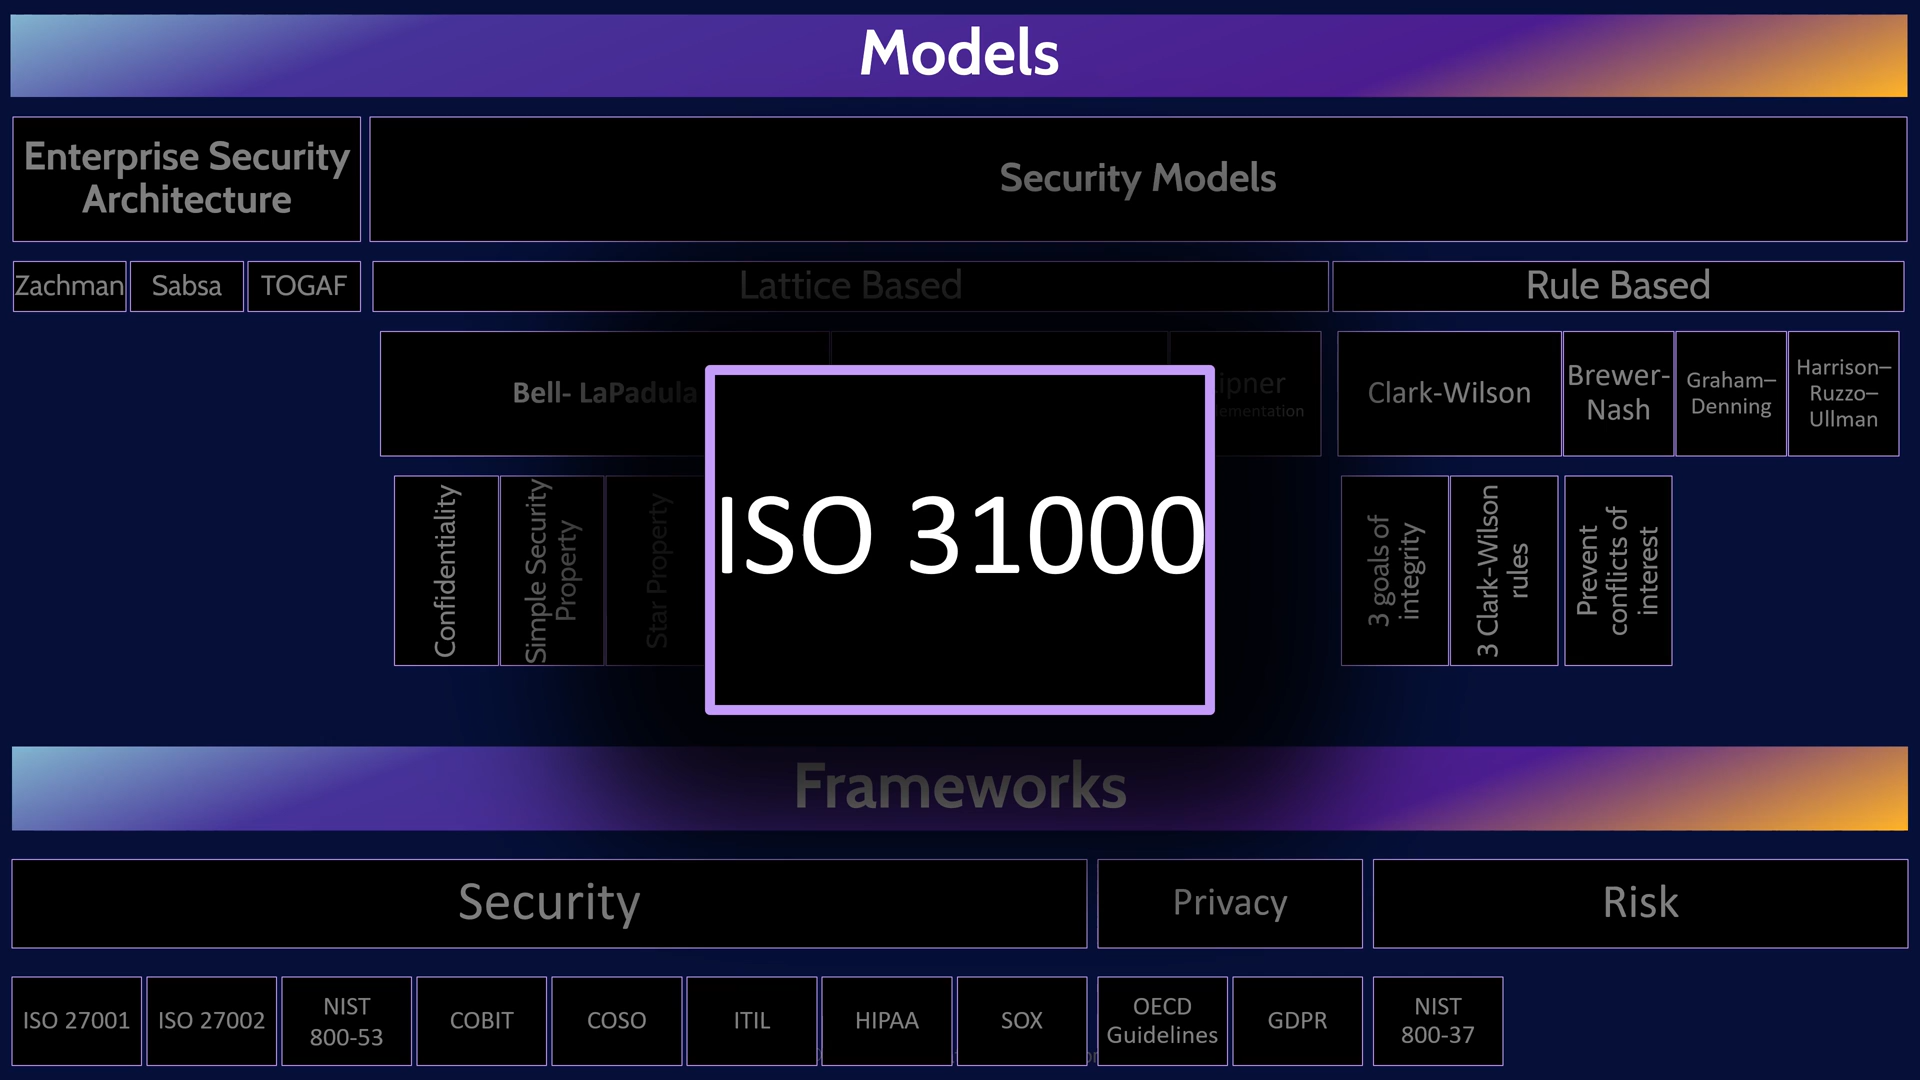 Models
Enterprise Security
Architecture
Security Models
Zachman
Sabsa
TOGAF
Lattice Based
Rule Based
Bell- LaPadula
Clark-Wilson
Brewer-
Nash
Graham–
Denning
Harrison–
Ruzzo–
Ullman
Confidentiality
Simple Security
Property
Star Property
ISO 31000
3 goals of
integrity
3 Clark-Wilson
rules
Prevent
conflicts of
interest
Frameworks
Security
Privacy
Risk
ISO 27001
ISO 27002
NIST
800-53
COBIT
COSO
ITIL
HIPAA
SOX
OECD
Guidelines
GDPR
NIST
800-37